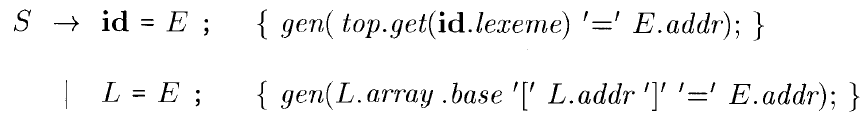 S → id = E ; { gen( top.get(id.lexeme) '=' E.addr); }
| L = E ; { gen(L.array .base '[' L.addr ']' '=' E.addr); }